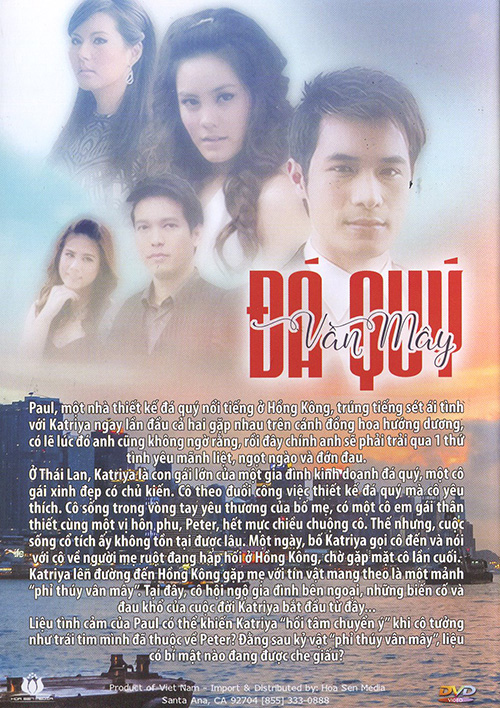 ĐÁ QUÝ
Vân Mây
Paul, một nhà thiết kế đá quý nổi tiếng ở Hồng Kông, trúng tiếng sét ái tình
với Katriya ngày lần đầu cả hai gặp nhau trên cánh đồng hoa hướng dương,
có lẽ lúc đó anh cũng không ngờ rằng, rồi đây chính anh sẽ phải trải qua 1 thứ
tình yêu mãnh liệt, ngọt ngào và đớn đau.
Ở Thái Lan, Katriya là con gái lớn của một gia đình kinh doanh đá quý, một cô
gái xinh đẹp có chủ kiến. Cô theo đuổi công việc thiết kế đá quý mà cô yêu
thích. Cô sống trong vòng tay yêu thương của bố mẹ, có một cô em gái thân
thiết cùng một vị hôn phu, Peter, hết mực chiều chuộng cô. Thế nhưng, cuộc
sống cổ tích ấy không tồn tại được lâu. Một ngày, bố Katriya gọi cô đến và nói
với cô về người mẹ ruột đang hấp hối ở Hồng Kông, chờ gặp mặt cô lần cuối.
Katriya lên đường đến Hồng Kông gặp mẹ với tín vật mang theo là một mảnh
"phỉ thúy vân mây". Tại đây, cô hội ngộ gia đình bên ngoại, những biến cố và
đau khổ của cuộc đời Katriya bắt đầu từ đây...
Liệu tình cảm của Paul có thể khiến Katriya "hồi tâm chuyển ý" khi cô tưởng
như trái tim mình đã thuộc về Peter? Đằng sau kỷ vật "phỉ thúy vân mây", liệu
có bí mật nào đang được che giấu?
HOA SEN MEDIA
Product of Viet Nam - Import & Distributed by: Hoa Sen Media
Santa Ana, CA 92704 [855] 333-0888
DVD
VIDEO